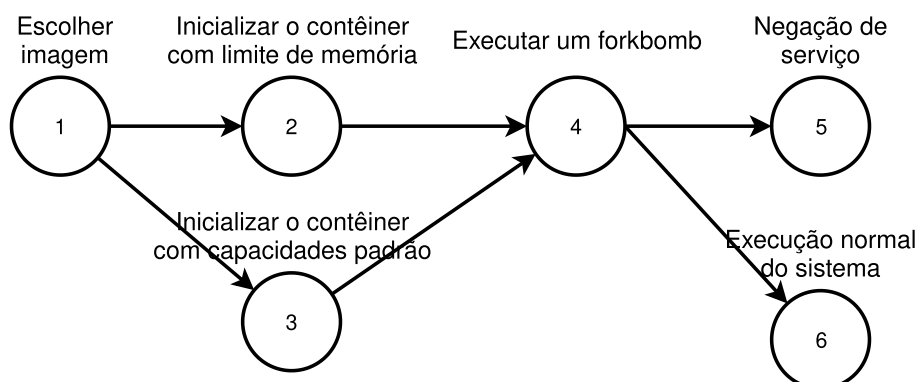 Escolher
imagem
Inicializar o contêiner
com limite de memória
Executar um forkbomb
Negação de
serviço
1
2
4
5
Inicializar o contêiner
com capacidades padrão
Execução normal
do sistema
3
6